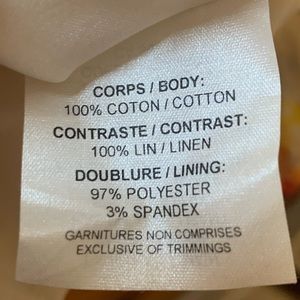 CORPS / BODY:
100% COTON / COTTON
CONTRASTE / CONTRAST:
100% LIN / LINEN
DOUBLURE / LINING:
97% POLYESTER
3% SPANDEX
GARNITURES NON COMPRISES
EXCLUSIVE OF TRIMMINGS